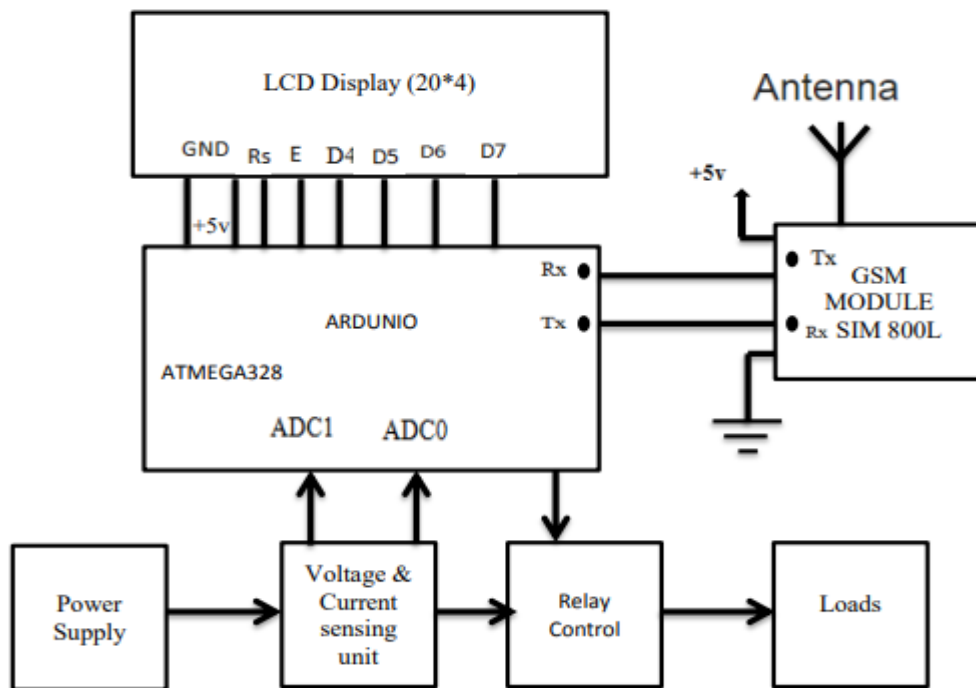 LCD Display (20*4)
GND Rs E D4 D5 D6 D7
+5v
Antenna
+5v
Rx
Tx
ARDUNIO
ATMEGA328
ADC1 ADC0
Tx
GSM
MODULE
Rx SIM 800L
Power
Supply
Voltage &
Current
sensing
unit
Relay
Control
Loads